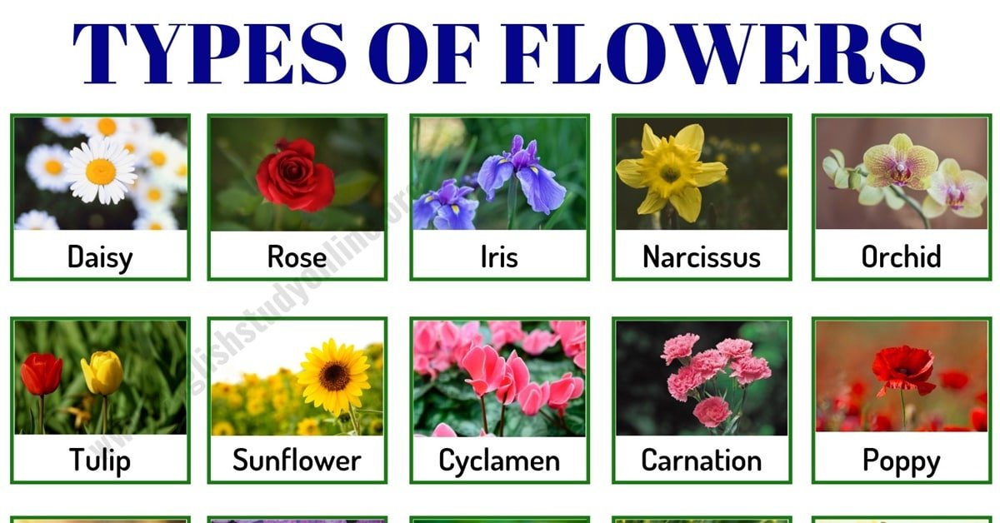 TYPES OF FLOWERS
Daisy
Rose
Iris
Narcissus
Orchid
Tulip
Sunflower
Cyclamen
Carnation
Poppy